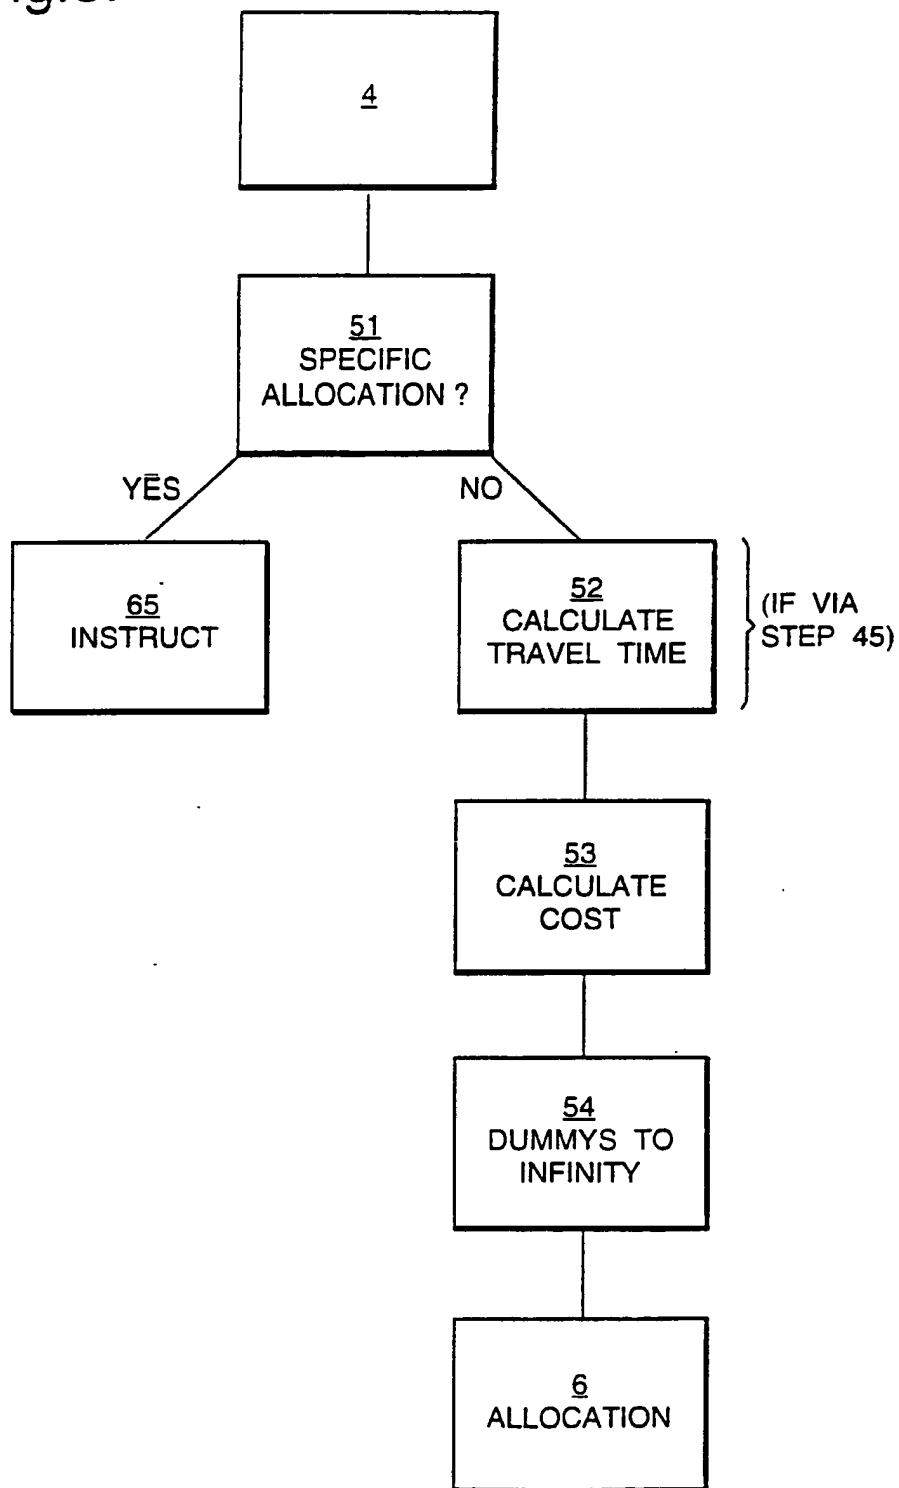 4
51
SPECIFIC
ALLOCATION ?
YES
NO
65
INSTRUCT
52
CALCULATE
TRAVEL TIME
(IF VIA
STEP 45)
53
CALCULATE
COST
54
DUMMYS TO
INFINITY
6
ALLOCATION